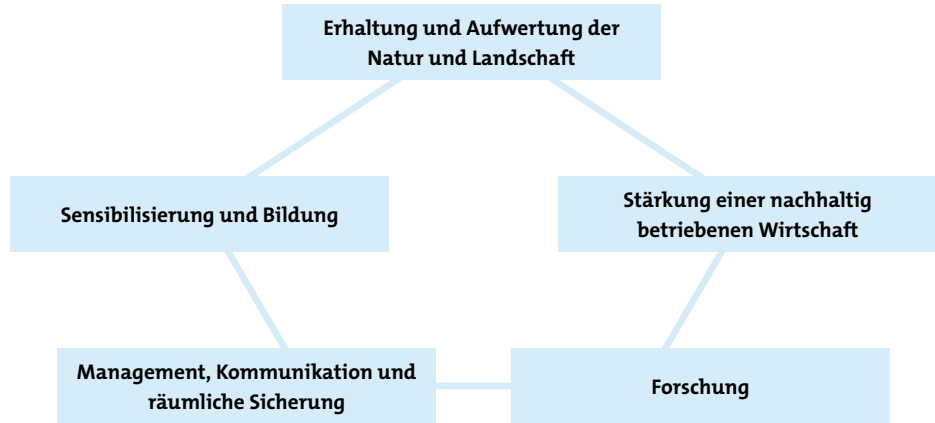 Erhaltung und Aufwertung der
Natur und Landschaft
Sensibilisierung und Bildung
Stärkung einer nachhaltig
betriebenen Wirtschaft
Management, Kommunikation und
räumliche Sicherung
Forschung